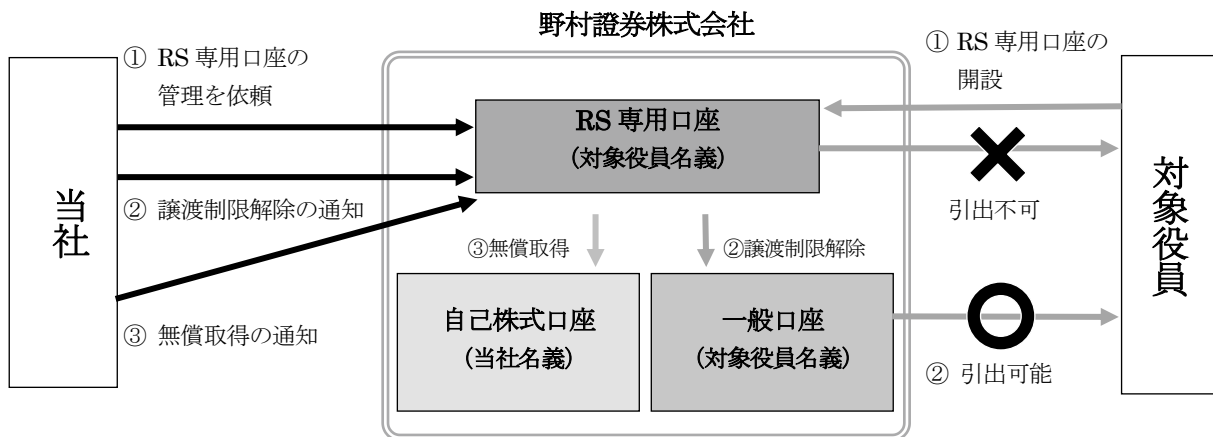 野村證券株式会社
① RS 専用口座の
管理を依頼
① RS 専用口座の
開設
RS 専用口座
(対象役員名義)
当社
② 譲渡制限解除の通知
引出不可
対象役員
③無償取得
②譲渡制限解除
自己株式口座
(当社名義)
一般口座
(対象役員名義)
③ 無償取得の通知
② 引出可能